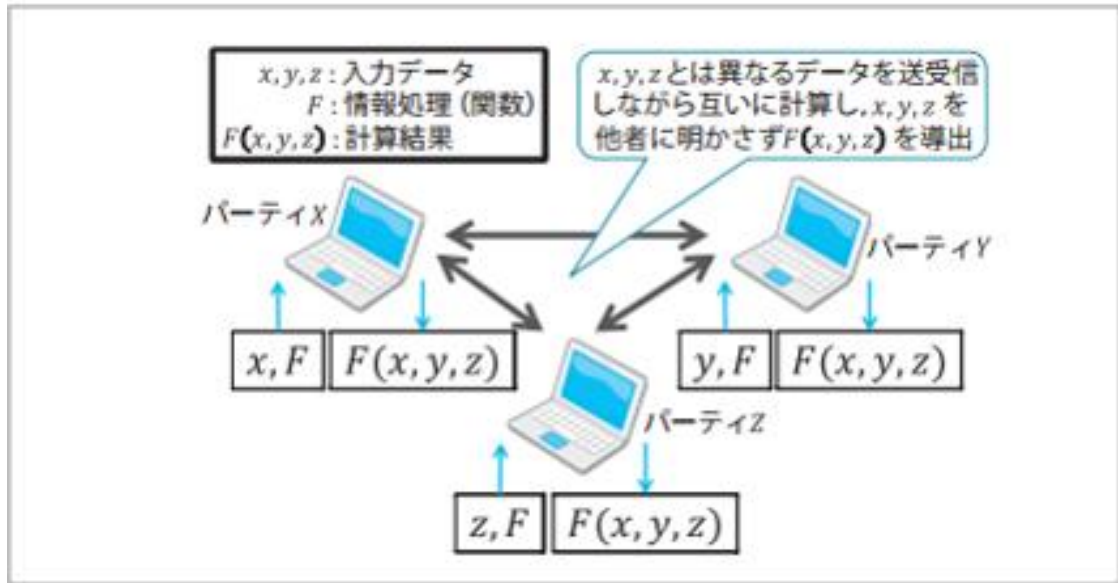 x,y,z：入力データ
F：情報処理（関数）
F(x,y,z)：計算結果
x,y,zとは異なるデータを送受信
しながら互いに計算し,x,y,zを
他者に明かさずF(x,y,z)を導出
パーティX
パーティY
x,F
F(x,y,z)
y,F
F(x,y,z)
パーティZ
z,F
F(x,y,z)